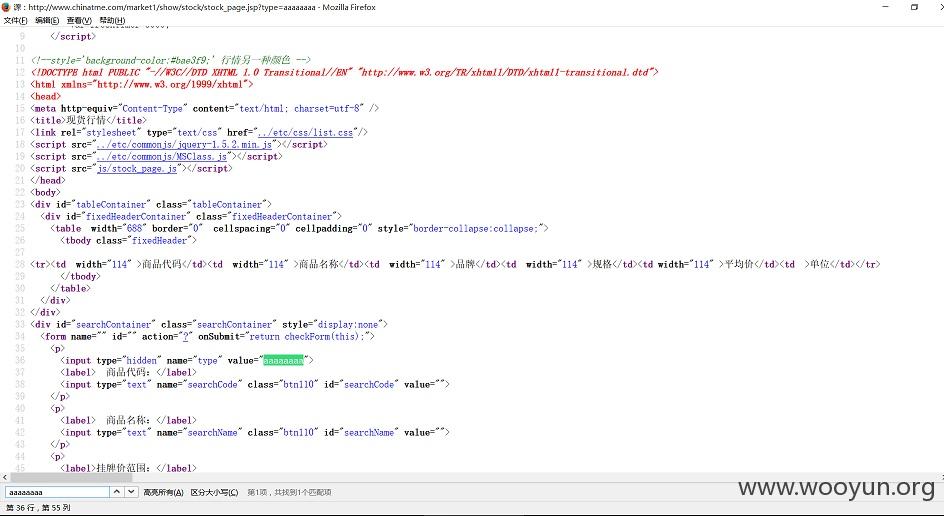 源：http://www.chinatme.com/market1/show/stock/stock_page.jsp?type=aaaaaaaa - Mozilla Firefox
文件(F) 编辑(E) 查看(V) 帮助(H)
9 </script>
10
11 <!--style='background-color:#bae3f9;' 行情另一种颜色 -->
12 <!DOCTYPE html PUBLIC "-//W3C//DTD XHTML 1.0 Transitional//EN" "http://www.w3.org/TR/xhtml1/DTD/xhtml1-transitional.dtd">
13 <html xmlns="http://www.w3.org/1999/xhtml">
14 <head>
15 <meta http-equiv="Content-Type" content="text/html; charset=utf-8" />
16 <title>现货行情</title>
17 <link rel="stylesheet" type="text/css" href="../etc/css/list.css"/>
18 <script src="../etc/commonjs/jquery-1.5.2.min.js"></script>
19 <script src="../etc/commonjs/MSClass.js"></script>
20 <script src="js/stock_page.js"></script>
21 </head>
22 <body>
23 <div id="tableContainer" class="tableContainer">
24 <div id="fixedHeaderContainer" class="fixedHeaderContainer">
25 <table width="688" border="0" cellspacing="0" cellpadding="0" style="border-collapse:collapse;">
26 <tbody class="fixedHeader">
27
28 <tr><td width="114" >商品代码</td><td width="114" >商品名称</td><td width="114" >品牌</td><td width="114" >规格</td><td width="114" >平均价</td><td >单位</td></tr>
29 </tbody>
30 </table>
31 </div>
32 </div>
33 <div id="searchContainer" class="searchContainer" style="display:none">
34 <form name="" id="" action="?" onSubmit="return checkForm(this);">
35 <p>
36 <input type="hidden" name="type" value="aaaaaaaa">
37 <label> 商品代码：</label>
38 <input type="text" name="searchCode" class="btn110" id="searchCode" value="">
39 </p>
40 <p>
41 <label> 商品名称：</label>
42 <input type="text" name="searchName" class="btn110" id="searchName" value="">
43 </p>
44 <p>
45 <label>挂牌价范围：</label>
aaaaaaaa 高亮所有(A) 区分大小写(C) 第1项，共找到1个匹配项
第 36 行，第 55 列
www.wooyun.org